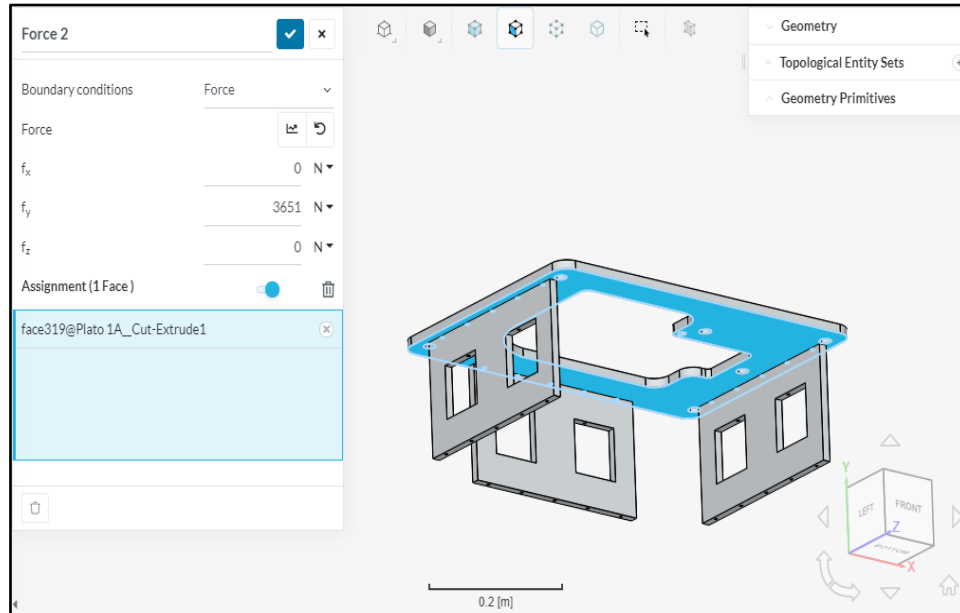 Force 2
Boundary conditions Force
Force
fx 0 N
fy 3651 N
fz 0 N
Assignment (1 Face )
face319@Plato 1A__Cut-Extrude1
Geometry
Topological Entity Sets
Geometry Primitives
0.2 [m]
Y
LEFT
FRONT
Z
BOTTOM
X